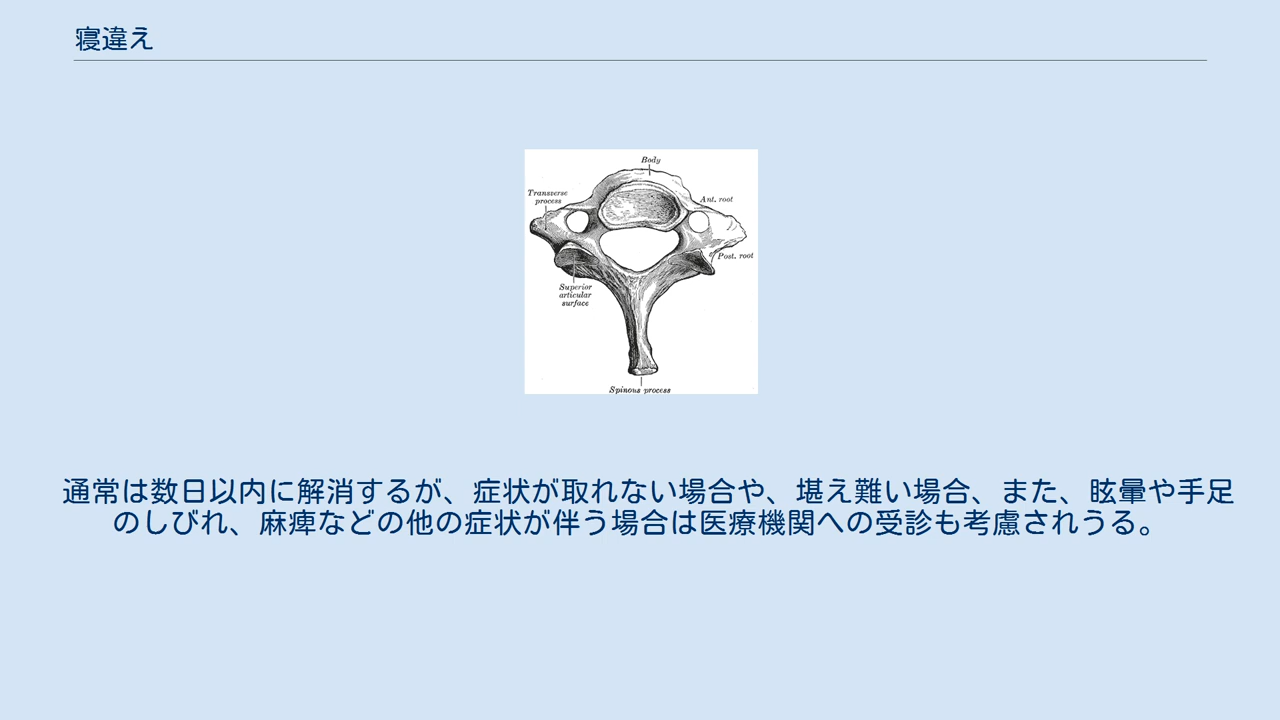 寝違え
Body
Transverse
process
Ant. root
Post. root
Superior
articular
surface
Spinous process
通常は数日以内に解消するが、症状が取れない場合や、堪え難い場合、また、眩暈や手足
のしびれ、麻痺などの他の症状が伴う場合は医療機関への受診も考慮されうる。